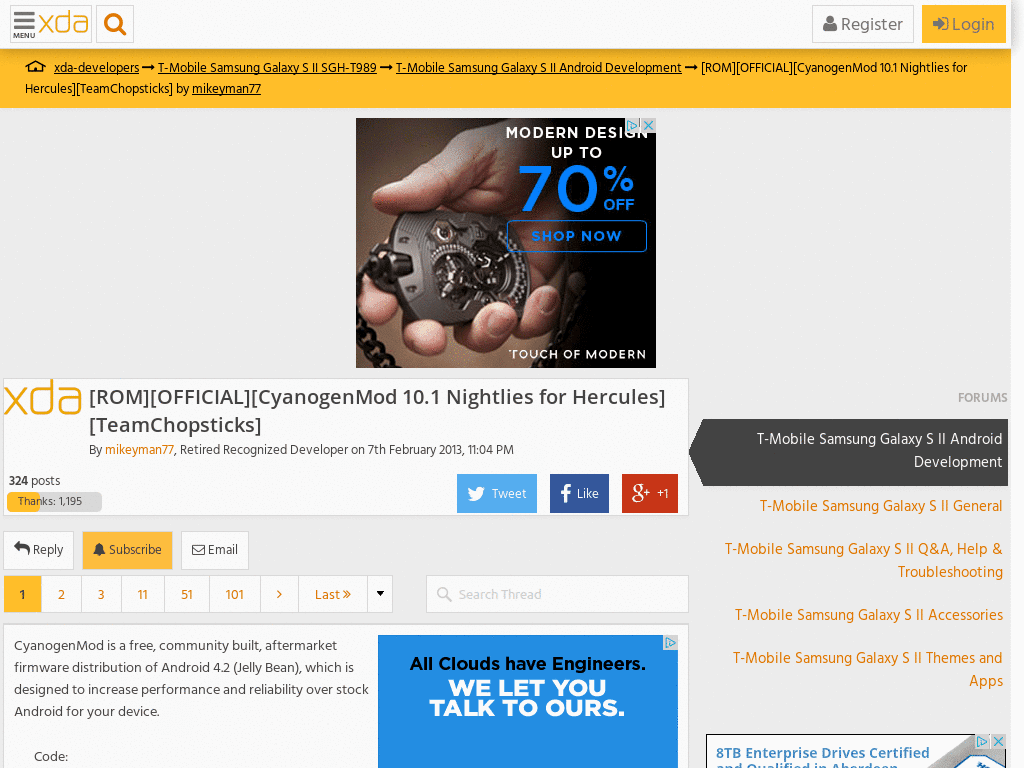 MENU
xda
Register
Login
xda-developers → T-Mobile Samsung Galaxy S II SGH-T989 → T-Mobile Samsung Galaxy S II Android Development → [ROM][OFFICIAL][CyanogenMod 10.1 Nightlies for
Hercules][TeamChopsticks] by mikeyman77
MODERN DESIGN
UP TO
70% OFF
SHOP NOW
TOUCH OF MODERN
xda
[ROM][OFFICIAL][CyanogenMod 10.1 Nightlies for Hercules]
[TeamChopsticks]
By mikeyman77, Retired Recognized Developer on 7th February 2013, 11:04 PM
324 posts
Thanks: 1,195
Tweet
Like
g+ +1
Reply
Subscribe
Email
1 2 3 11 51 101 > Last »
Search Thread
CyanogenMod is a free, community built, aftermarket
firmware distribution of Android 4.2 (Jelly Bean), which is
designed to increase performance and reliability over stock
Android for your device.
Code:
All Clouds have Engineers.
WE LET YOU
TALK TO OURS.
FORUMS
T-Mobile Samsung Galaxy S II Android
Development
T-Mobile Samsung Galaxy S II General
T-Mobile Samsung Galaxy S II Q&A, Help &
Troubleshooting
T-Mobile Samsung Galaxy S II Accessories
T-Mobile Samsung Galaxy S II Themes and
Apps
8TB Enterprise Drives Certified
and Qualified in Aberdeen